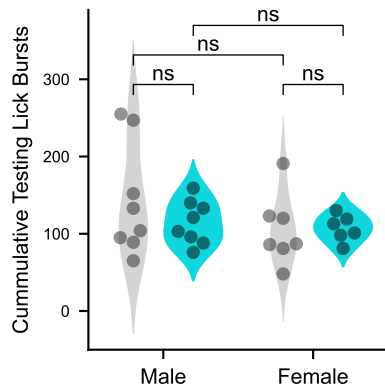 ns
ns
ns
ns
Cummulative Testing Lick Bursts
300
200
100
0
Male
Female